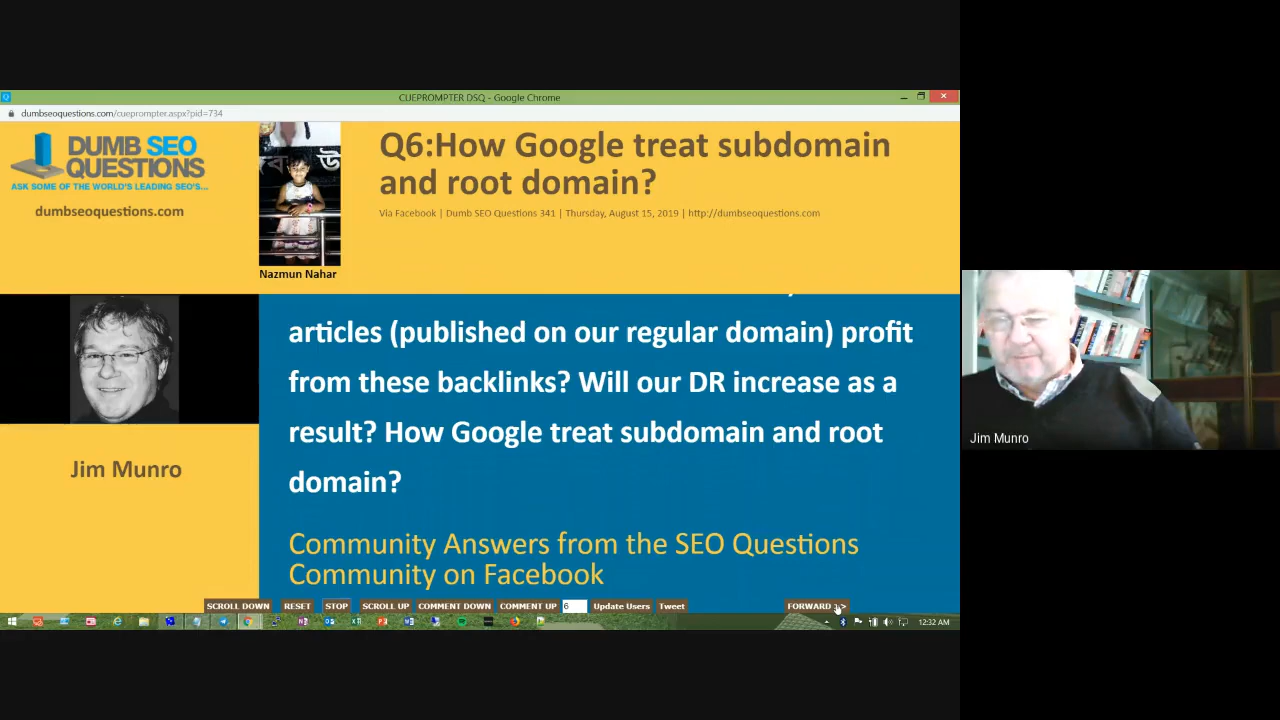 CUEPROMPTER DSQ - Google Chrome
dumbseoquestions.com/cueprompter.aspx?pid=734
DUMB SEO
QUESTIONS
ASK SOME OF THE WORLD'S LEADING SEO'S...
dumbseoquestions.com
Nazmun Nahar
Q6:How Google treat subdomain
and root domain?
Via Facebook | Dumb SEO Questions 341 | Thursday, August 15, 2019 | http://dumbseoquestions.com
Jim Munro
articles (published on our regular domain) profit
from these backlinks? Will our DR increase as a
result? How Google treat subdomain and root
domain?
Community Answers from the SEO Questions
Community on Facebook
SCROLL DOWN RESET STOP SCROLL UP COMMENT DOWN COMMENT UP 6 Update Users Tweet FORWARD >>
12:32 AM
Jim Munro